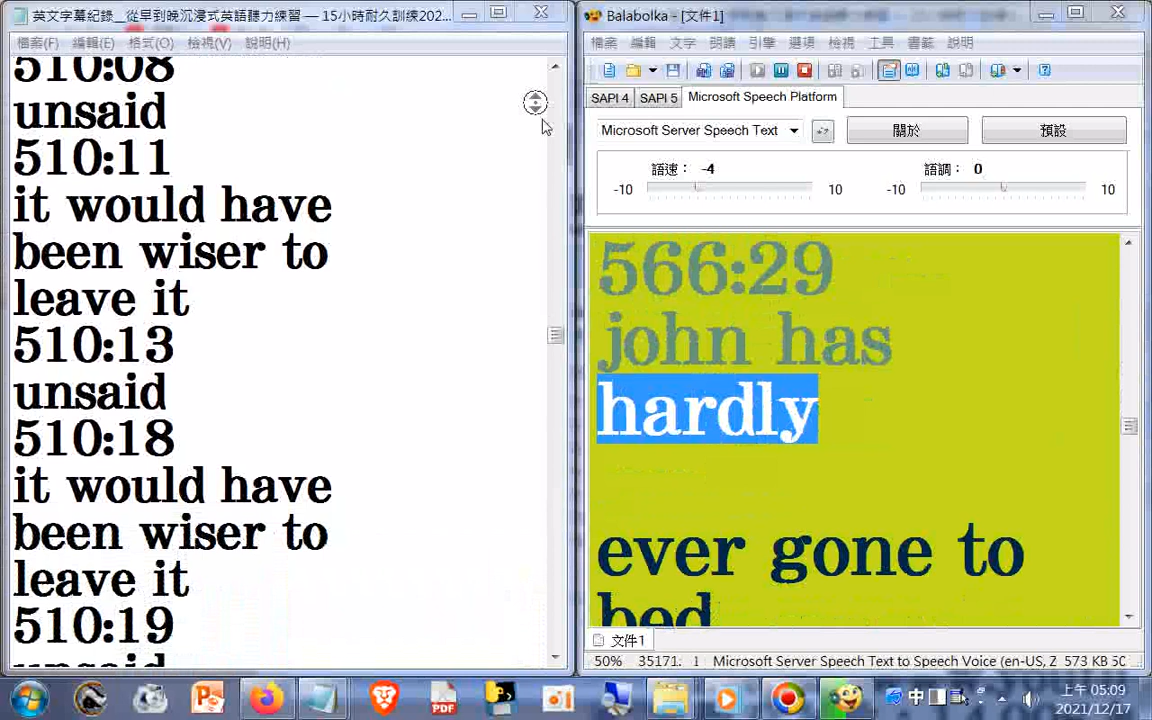 英文字幕紀錄__從早到晚沉浸式英語聽力練習 — 15小時耐久訓練202...
檔案(F) 編輯(E) 格式(O) 檢視(V) 說明(H)
510:08
unsaid
510:11
it would have
been wiser to
leave it
510:13
unsaid
510:18
it would have
been wiser to
leave it
510:19
unsaid
Balabolka - [文件1]
檔案 編輯 文字 朗讀 引擎 選項 檢視 工具 書籤 說明
SAPI 4 SAPI 5 Microsoft Speech Platform
Microsoft Server Speech Text 關於 預設
語速： -4 語調： 0
-10 10 -10 10
566:29
john has
hardly
ever gone to
bed
文件1
50% 35171: 1 Microsoft Server Speech Text to Speech Voice (en-US, Z 573 KB 50
中
上午 05:09
2021/12/17